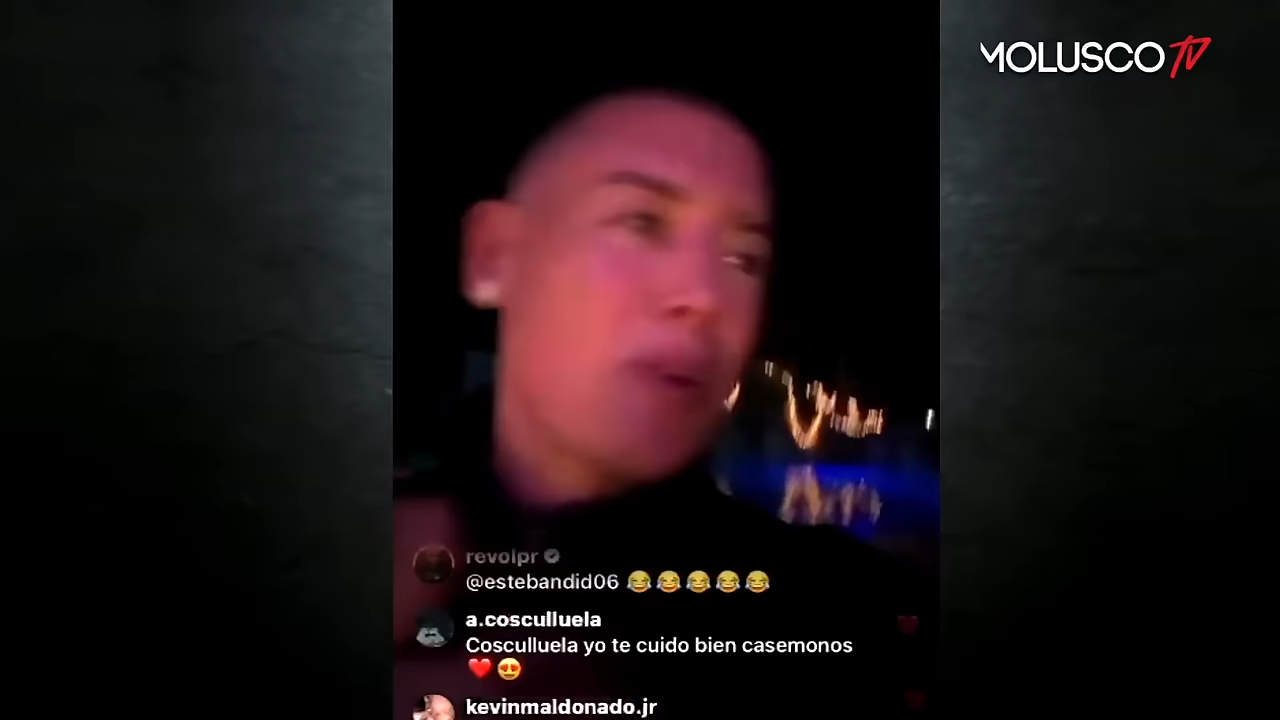 MOLUSCO TV
revolpr
@estebandid06 😂😂😂😂😂
a.cosculluela
Cosculluela yo te cuido bien casemonos
❤️😍
kevinmaldonado.jr